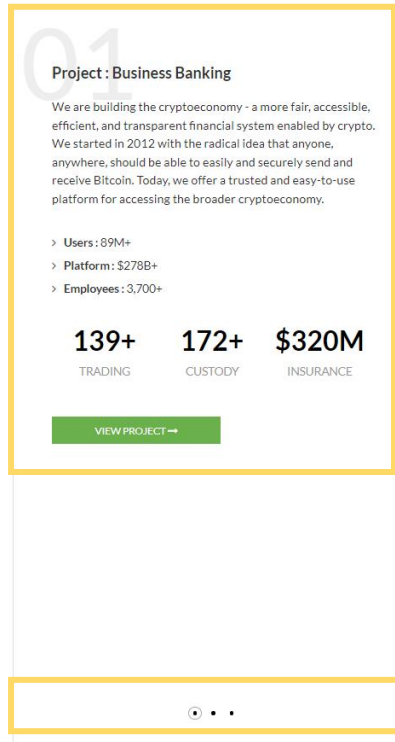 01
Project : Business Banking
We are building the cryptoeconomy - a more fair, accessible,
efficient, and transparent financial system enabled by crypto.
We started in 2012 with the radical idea that anyone,
anywhere, should be able to easily and securely send and
receive Bitcoin. Today, we offer a trusted and easy-to-use
platform for accessing the broader cryptoeconomy.
> Users : 89M+
> Platform : $278B+
> Employees : 3,700+
139+ 172+ $320M
TRADING CUSTODY INSURANCE
VIEW PROJECT →